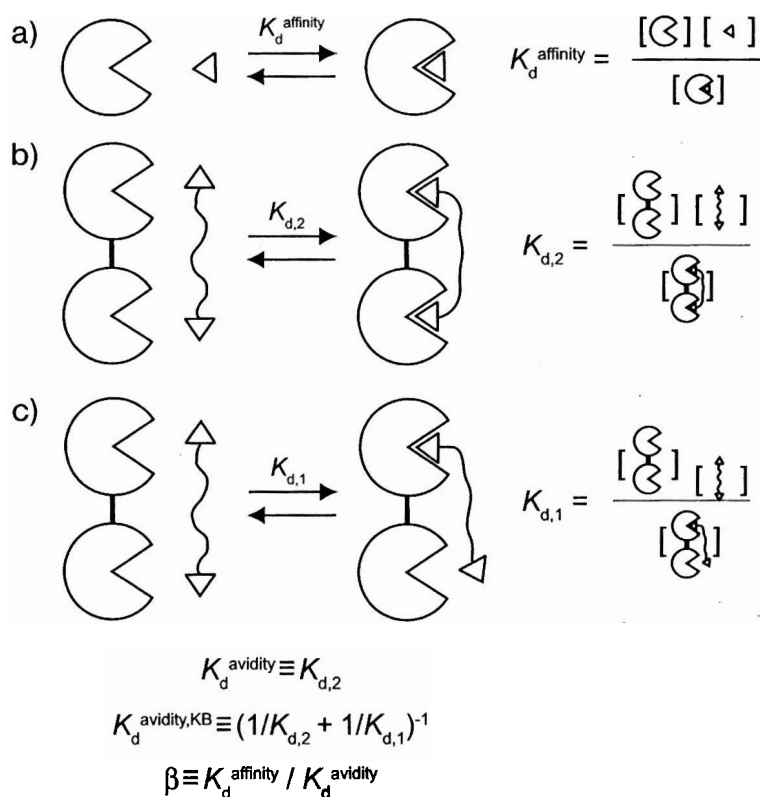 a) K_d^affinity K_d^affinity = [ ] [ ] / [ ]
b) K_d,2 K_d,2 = [ ] [ ] / [ ]
c) K_d,1 K_d,1 = [ ] [ ] / [ ]
K_d^avidity ≡ K_d,2
K_d^avidity,KB ≡ (1/K_d,2 + 1/K_d,1)^-1
β ≡ K_d^affinity / K_d^avidity